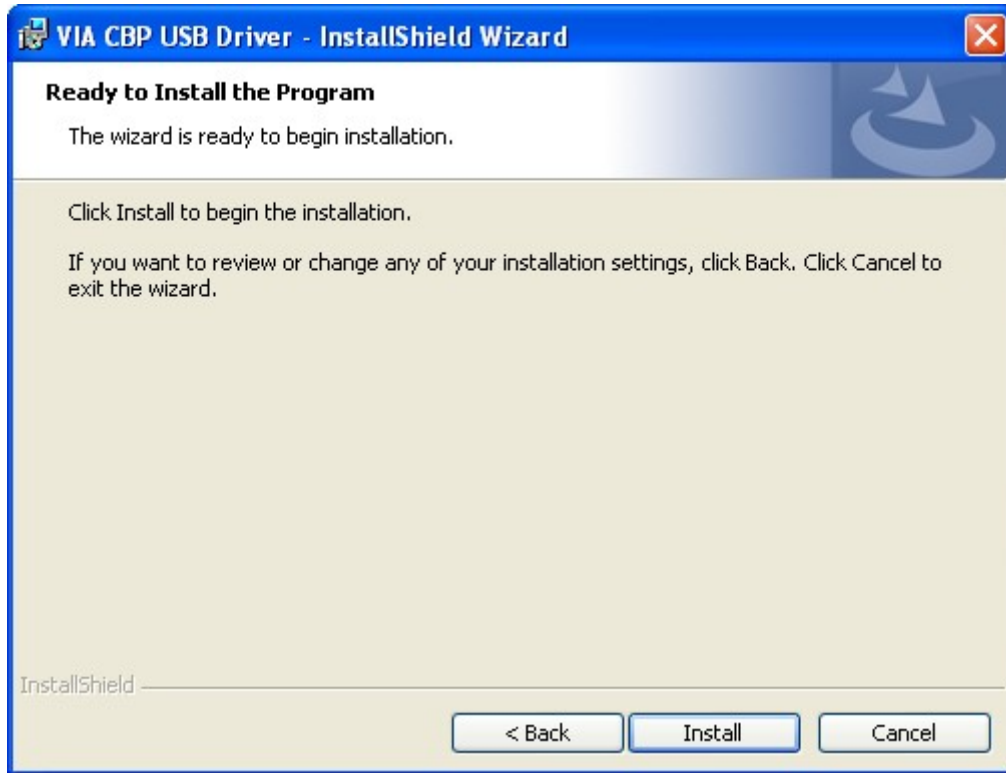 VIA CBP USB Driver - InstallShield Wizard
Ready to Install the Program
The wizard is ready to begin installation.
Click Install to begin the installation.
If you want to review or change any of your installation settings, click Back. Click Cancel to
exit the wizard.
InstallShield
< Back Install Cancel